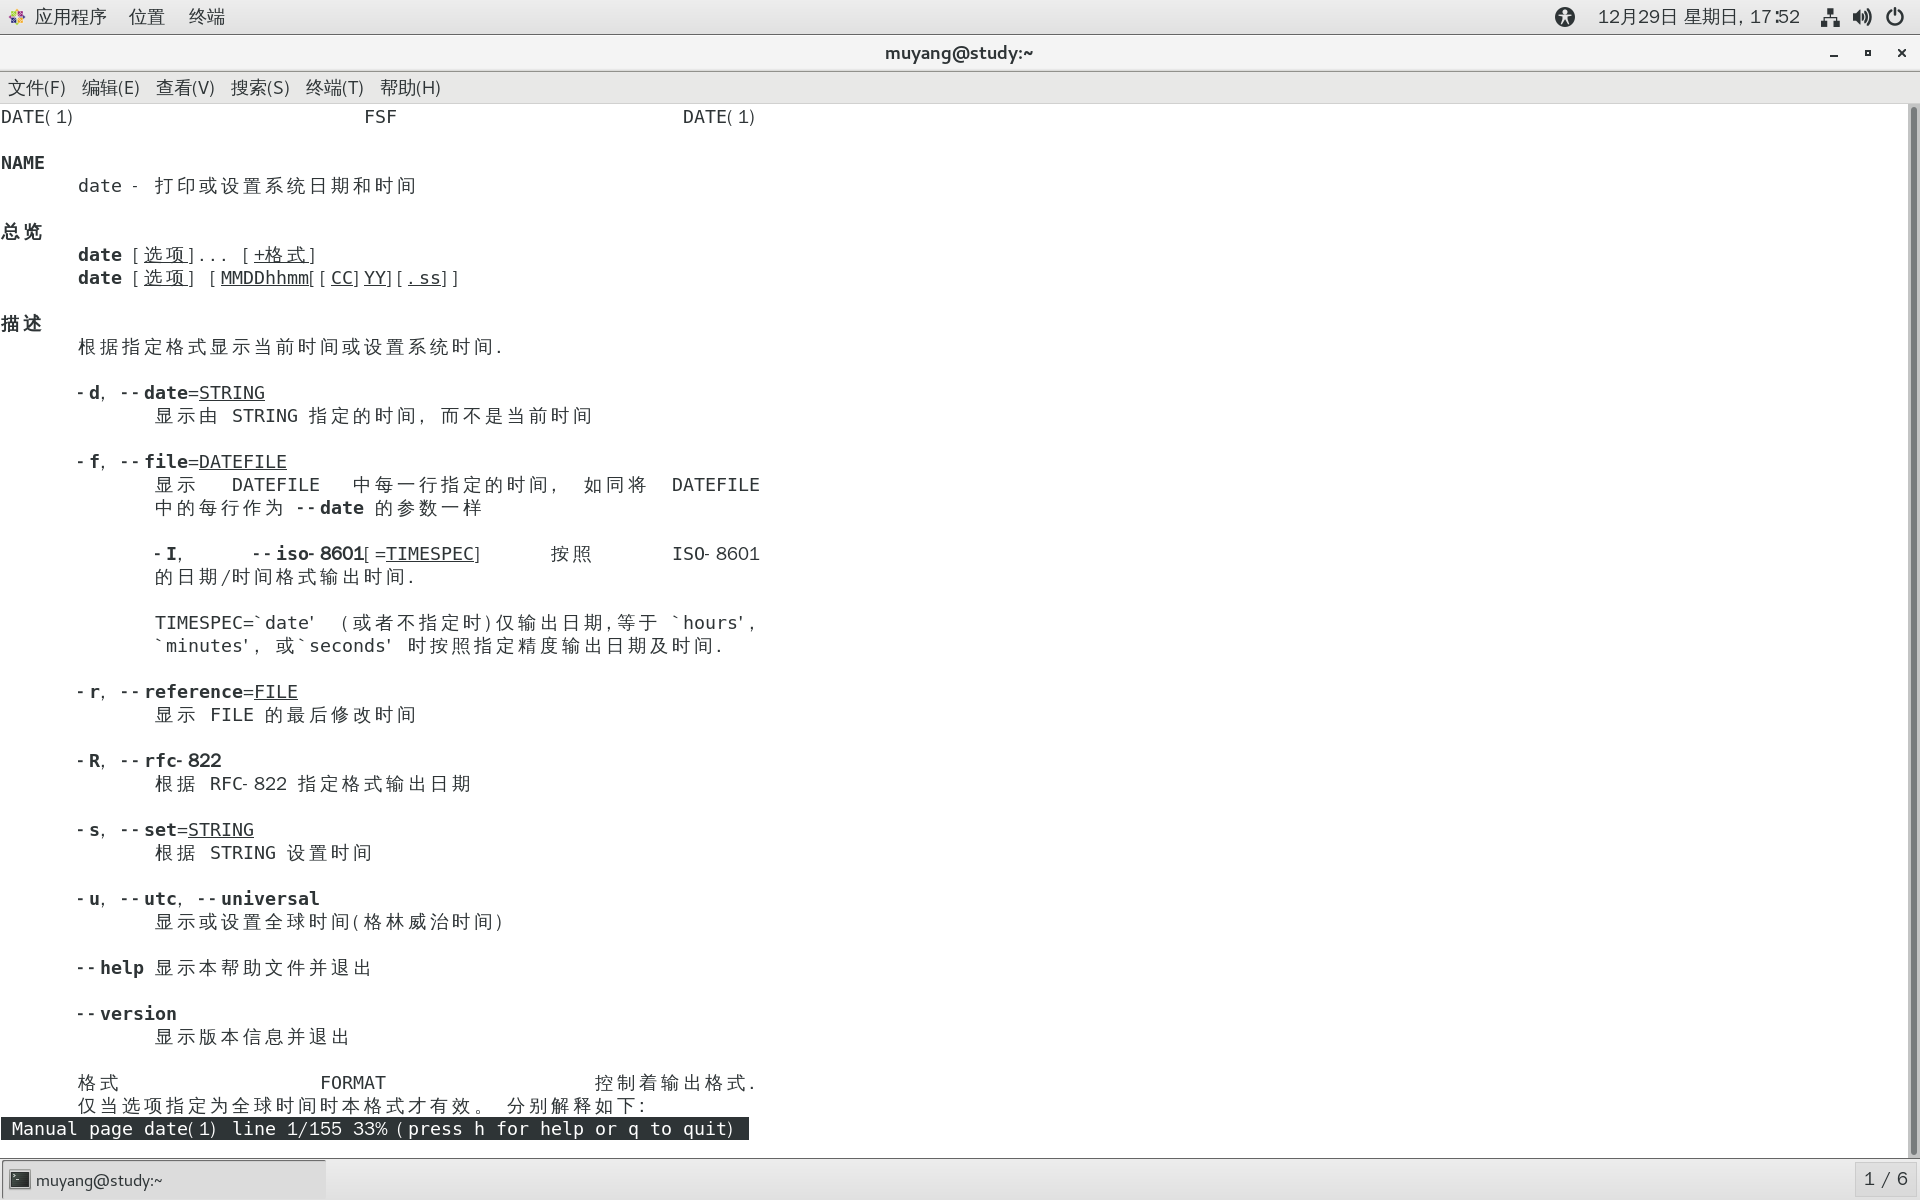 应用程序 位置 终端 12月29日 星期日, 17∶52
muyang@study:~
文件(F) 编辑(E) 查看(V) 搜索(S) 终端(T) 帮助(H)
DATE(1) FSF DATE(1)
NAME
date - 打印或设置系统日期和时间
总览
date [选项]... [+格式]
date [选项] [MMDDhhmm[[CC]YY][.ss]]
描述
根据指定格式显示当前时间或设置系统时间.
-d, --date=STRING
显示由 STRING 指定的时间, 而不是当前时间
-f, --file=DATEFILE
显示 DATEFILE 中每一行指定的时间, 如同将 DATEFILE
中的每行作为 --date 的参数一样
-I, --iso-8601[=TIMESPEC] 按照 ISO-8601
的日期/时间格式输出时间.
TIMESPEC=`date' (或者不指定时)仅输出日期,等于 `hours',
`minutes', 或`seconds' 时按照指定精度输出日期及时间.
-r, --reference=FILE
显示 FILE 的最后修改时间
-R, --rfc-822
根据 RFC-822 指定格式输出日期
-s, --set=STRING
根据 STRING 设置时间
-u, --utc, --universal
显示或设置全球时间(格林威治时间)
--help 显示本帮助文件并退出
--version
显示版本信息并退出
格式 FORMAT 控制着输出格式.
仅当选项指定为全球时间时本格式才有效。 分别解释如下:
Manual page date(1) line 1/155 33% (press h for help or q to quit)
muyang@study:~ 1 / 6